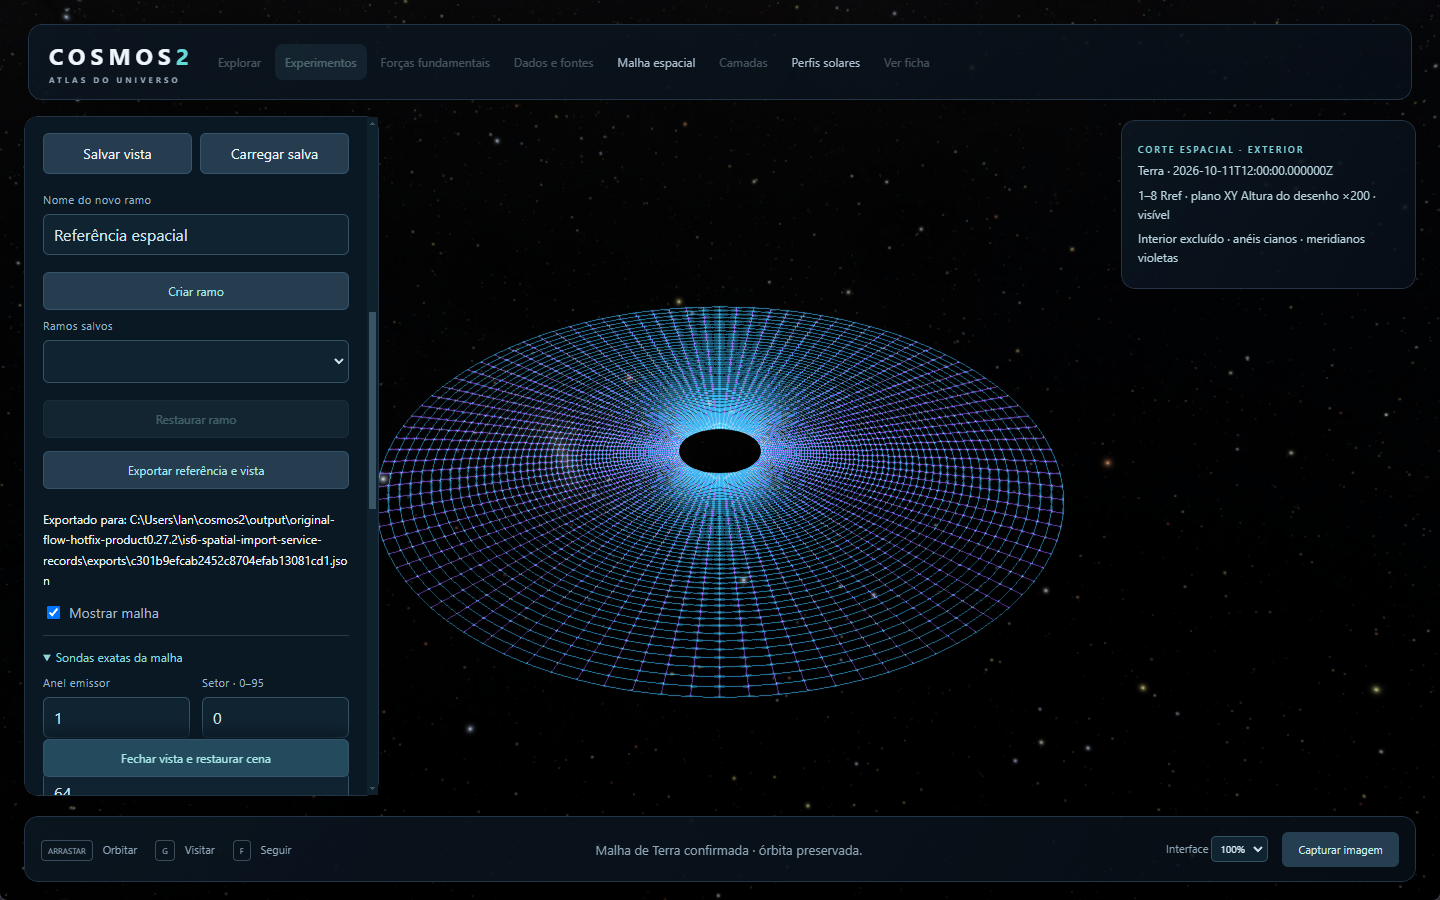 COSMOS2
ATLAS DO UNIVERSO
Explorar
Experimentos
Forças fundamentais
Dados e fontes
Malha espacial
Camadas
Perfis solares
Ver ficha
Salvar vista
Carregar salva
Nome do novo ramo
Referência espacial
Criar ramo
Ramos salvos
Restaurar ramo
Exportar referência e vista
Exportado para: C:\Users\Ian\cosmos2\output\original-
flow-hotfix-product0.27.2\is6-spatial-import-service-
records\exports\c301b9efcab2452c8704efab13081cd1.jso
n
Mostrar malha
▼ Sondas exatas da malha
Anel emissor
Setor · 0–95
1
0
Fechar vista e restaurar cena
64
CORTE ESPACIAL · EXTERIOR
Terra · 2026-10-11T12:00:00.000000Z
1–8 Rref · plano XY Altura do desenho ×200 ·
visível
Interior excluído · anéis cianos · meridianos
violetas
ARRASTAR
Orbitar
G
Visitar
F
Seguir
Malha de Terra confirmada · órbita preservada.
Interface
100%
Capturar imagem